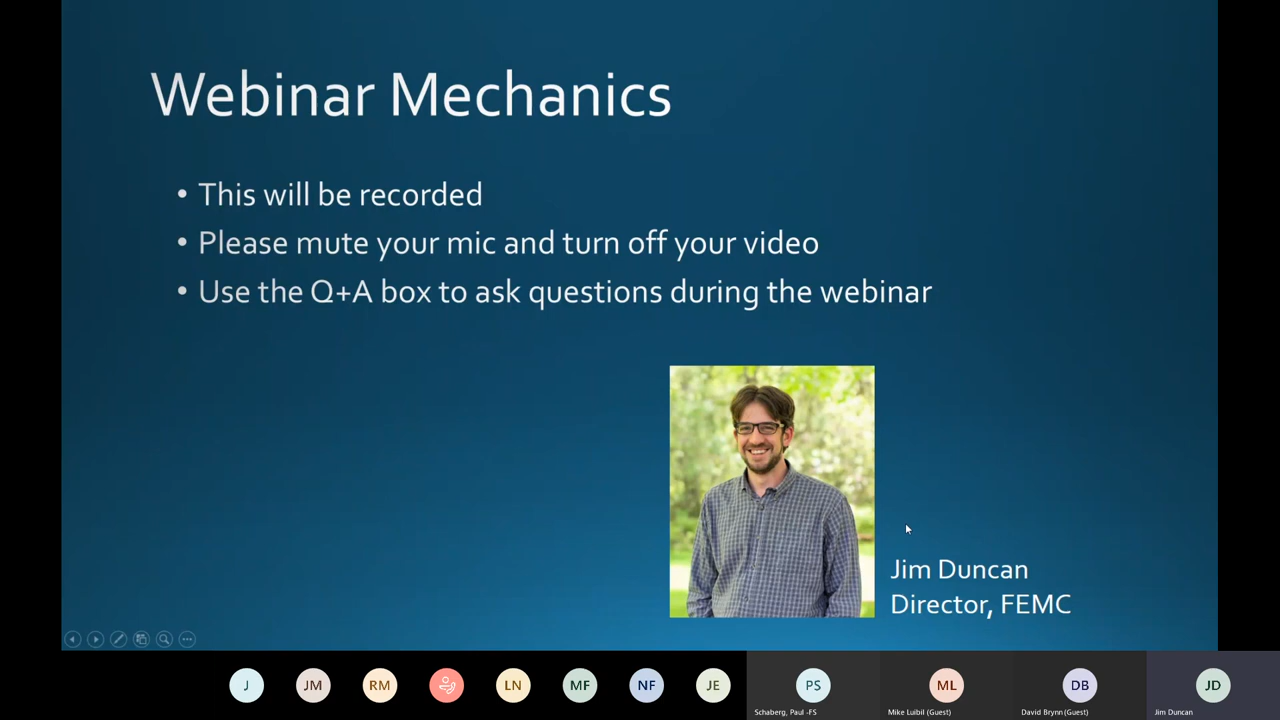 Webinar Mechanics
• This will be recorded
• Please mute your mic and turn off your video
• Use the Q+A box to ask questions during the webinar
Jim Duncan
Director, FEMC
J JM RM LN MF NF JE PS ML DB JD
Schaberg, Paul -FS Mike Luibil (Guest) David Brynn (Guest) Jim Duncan